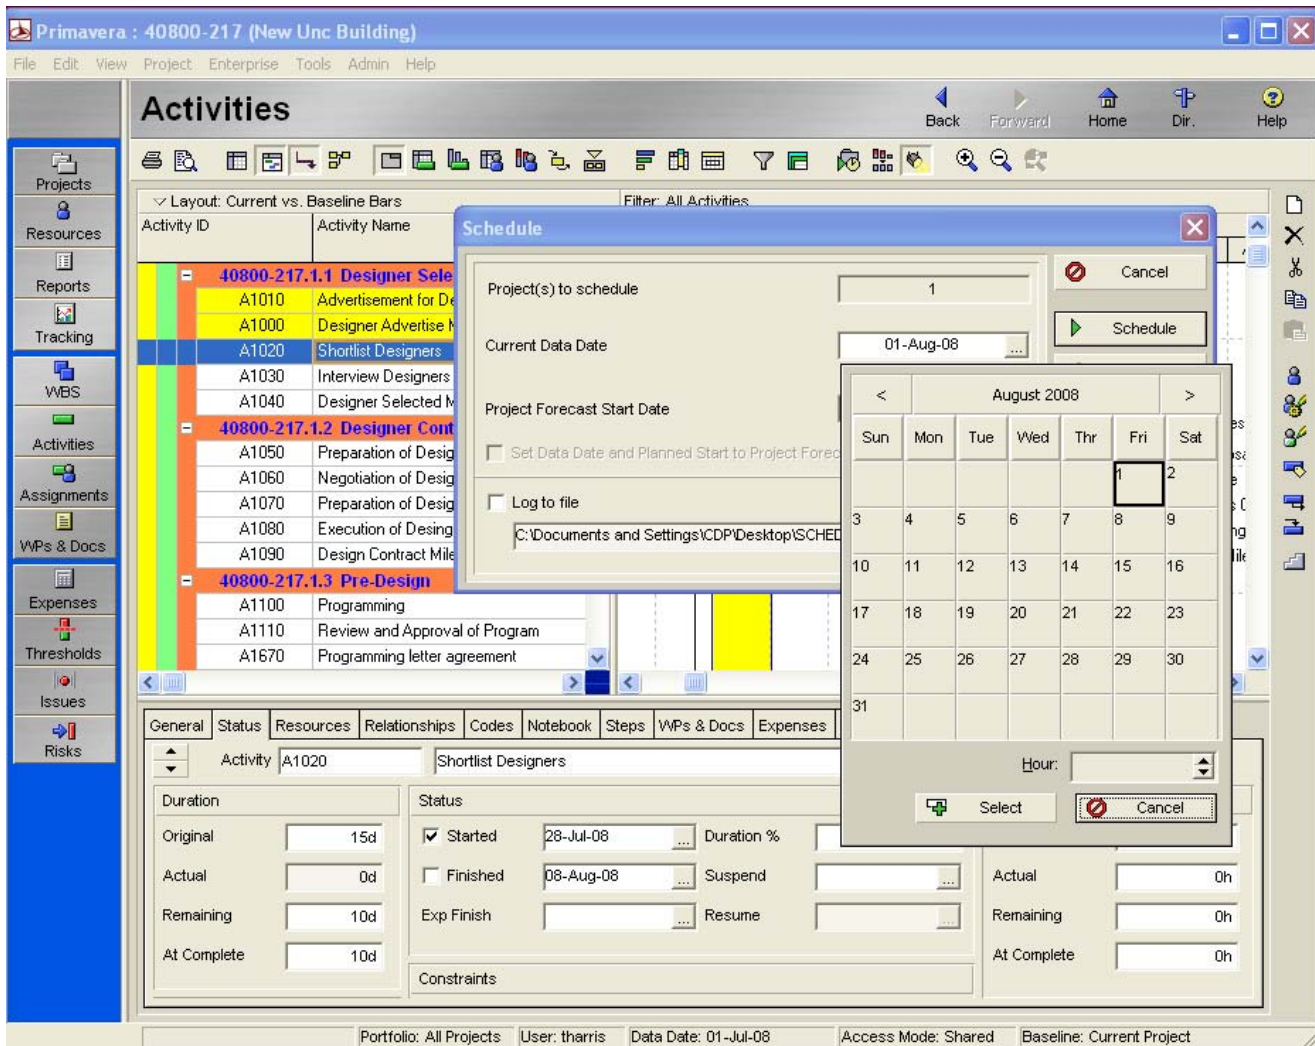 Primavera : 40800-217 (New Unc Building)
File Edit View Project Enterprise Tools Admin Help
Activities
Back Forward Home Dir. Help
Projects
Resources
Reports
Tracking
WBS
Activities
Assignments
WPs & Docs
Expenses
Thresholds
Issues
Risks
Layout: Current vs. Baseline Bars
Filter: All Activities
Activity ID Activity Name
40800-217.1.1 Designer Sele
A1010 Advertisement for De
A1000 Designer Advertise M
A1020 Shortlist Designers
A1030 Interview Designers
A1040 Designer Selected M
40800-217.1.2 Designer Cont
A1050 Preparation of Desig
A1060 Negotiation of Desig
A1070 Preparation of Desig
A1080 Execution of Desing
A1090 Design Contract Mile
40800-217.1.3 Pre-Design
A1100 Programming
A1110 Review and Approval of Program
A1670 Programming letter agreement
Schedule
Project(s) to schedule 1
Cancel
Current Data Date 01-Aug-08 ...
Schedule
Project Forecast Start Date
Set Data Date and Planned Start to Project Forec
Log to file
C:\Documents and Settings\CDP\Desktop\SCHED
< August 2008 >
Sun Mon Tue Wed Thr Fri Sat
1 2
3 4 5 6 7 8 9
10 11 12 13 14 15 16
17 18 19 20 21 22 23
24 25 26 27 28 29 30
31
Hour:
Select Cancel
General Status Resources Relationships Codes Notebook Steps WPs & Docs Expenses
Activity A1020 Shortlist Designers
Duration
Original 15d
Actual 0d
Remaining 10d
At Complete 10d
Status
Started 28-Jul-08 ... Duration %
Finished 08-Aug-08 ... Suspend ...
Exp Finish ... Resume ...
Constraints
Actual 0h
Remaining 0h
At Complete 0h
Portfolio: All Projects User: tharris Data Date: 01-Jul-08 Access Mode: Shared Baseline: Current Project